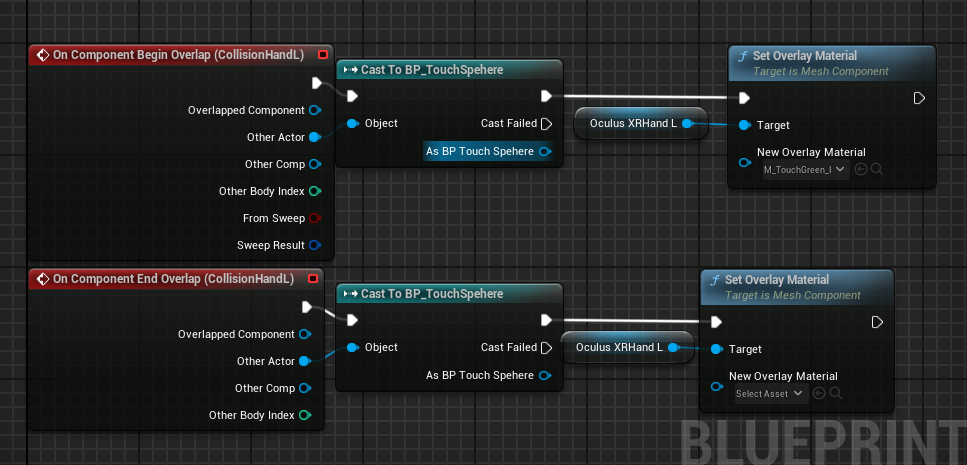 On Component Begin Overlap (CollisionHandL)
Overlapped Component
Other Actor
Other Comp
Other Body Index
From Sweep
Sweep Result
Cast To BP_TouchSpehere
Object
Cast Failed
As BP Touch Spehere
Oculus XRHand L
Set Overlay Material
Target is Mesh Component
Target
New Overlay Material
M_TouchGreen_I
On Component End Overlap (CollisionHandL)
Overlapped Component
Other Actor
Other Comp
Other Body Index
Cast To BP_TouchSpehere
Object
Cast Failed
As BP Touch Spehere
Oculus XRHand L
Set Overlay Material
Target is Mesh Component
Target
New Overlay Material
Select Asset
BLUEPRINT